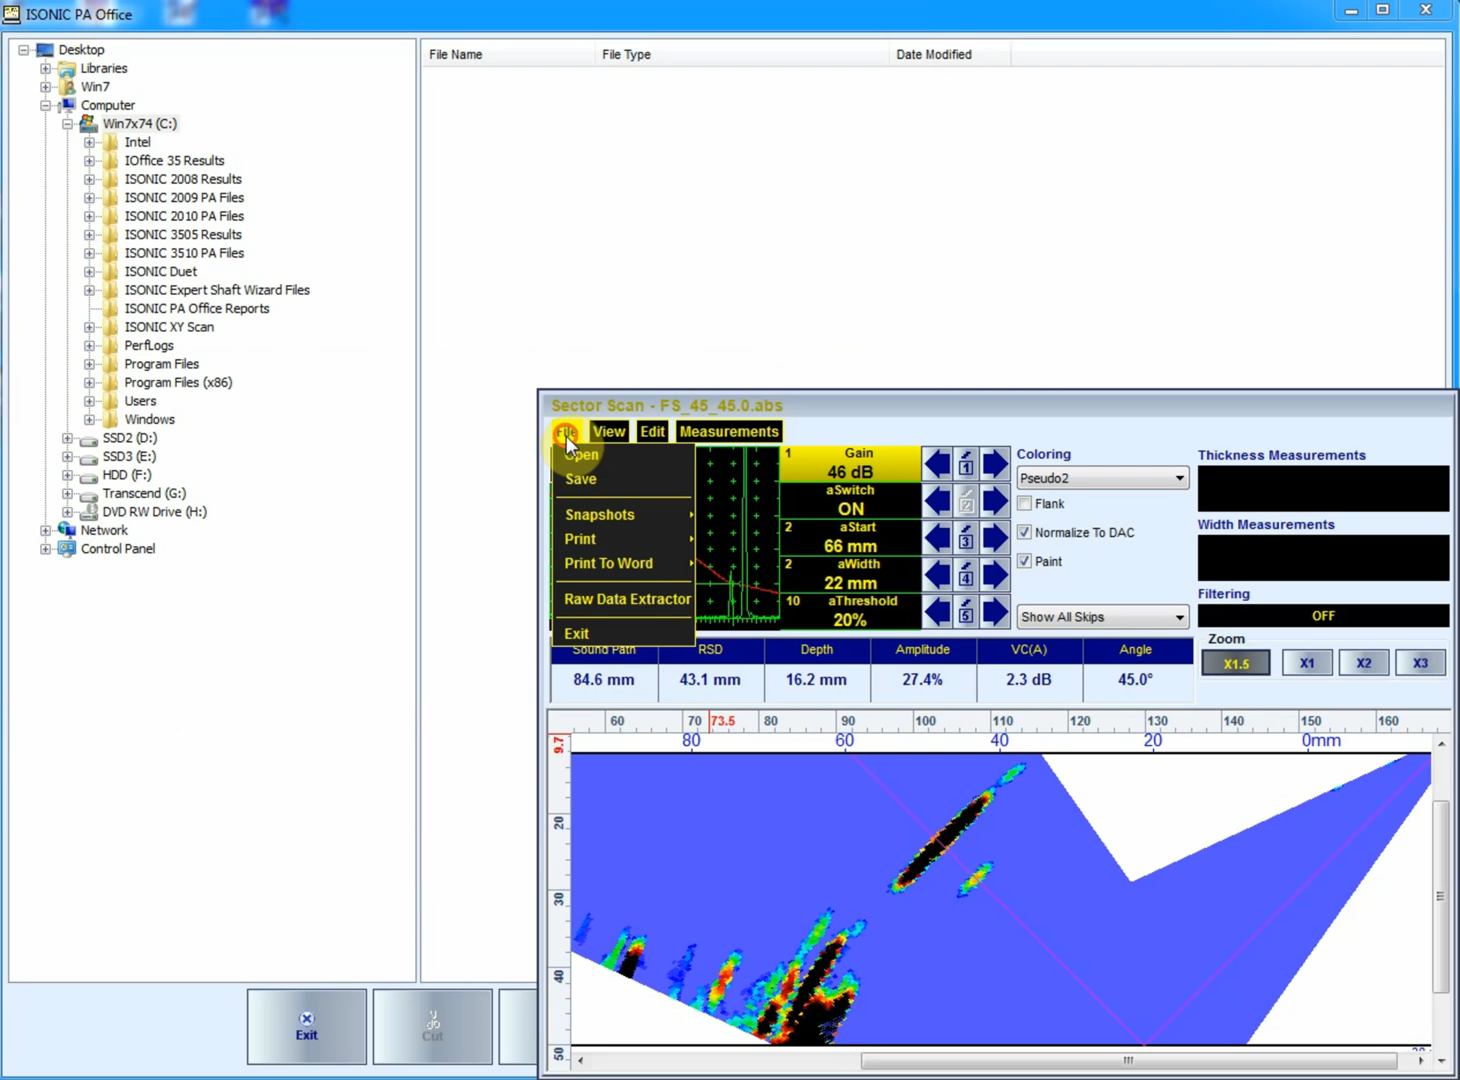 ISONIC PA Office
Desktop
Libraries
Win7
Computer
Win7x74 (C:)
Intel
IOffice 35 Results
ISONIC 2008 Results
ISONIC 2009 PA Files
ISONIC 2010 PA Files
ISONIC 3505 Results
ISONIC 3510 PA Files
ISONIC Duet
ISONIC Expert Shaft Wizard Files
ISONIC PA Office Reports
ISONIC XY Scan
PerfLogs
Program Files
Program Files (x86)
Users
Windows
SSD2 (D:)
SSD3 (E:)
HDD (F:)
Transcend (G:)
DVD RW Drive (H:)
Network
Control Panel
File Name File Type Date Modified
Exit
Cut
Sector Scan - FS_45_45.0.abs
File View Edit Measurements
Open
Save
Snapshots
Print
Print To Word
Raw Data Extractor
Exit
1 Gain
46 dB
aSwitch
ON
2 aStart
66 mm
2 aWidth
22 mm
10 aThreshold
20%
1
2
3
4
5
Coloring
Pseudo2
Flank
Normalize To DAC
Paint
Show All Skips
Thickness Measurements
Width Measurements
Filtering
OFF
Zoom
X1.5 X1 X2 X3
Sound Path RSD Depth Amplitude VC(A) Angle
84.6 mm 43.1 mm 16.2 mm 27.4% 2.3 dB 45.0°
60 70 73.5 80 90 100 110 120 130 140 150 160
80 60 40 20 0mm
9.7
20
30
40
50